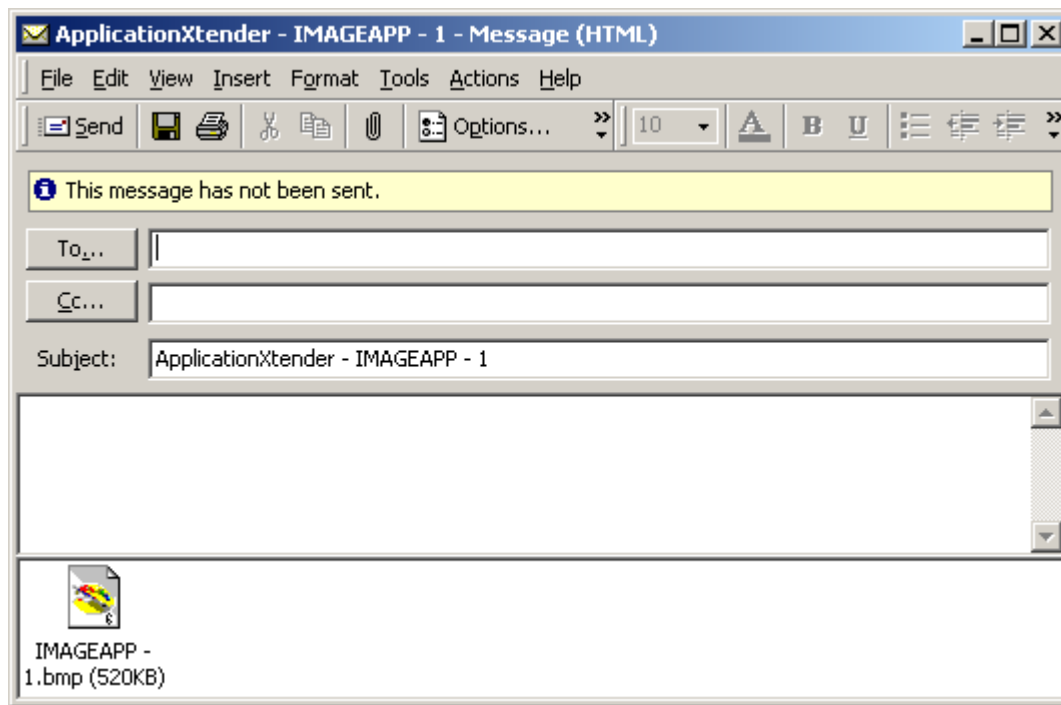 ApplicationXtender - IMAGEAPP - 1 - Message (HTML)
File Edit View Insert Format Tools Actions Help
Send Options... 10 A B U
This message has not been sent.
To...
Cc...
Subject: ApplicationXtender - IMAGEAPP - 1
IMAGEAPP -
1.bmp (520KB)